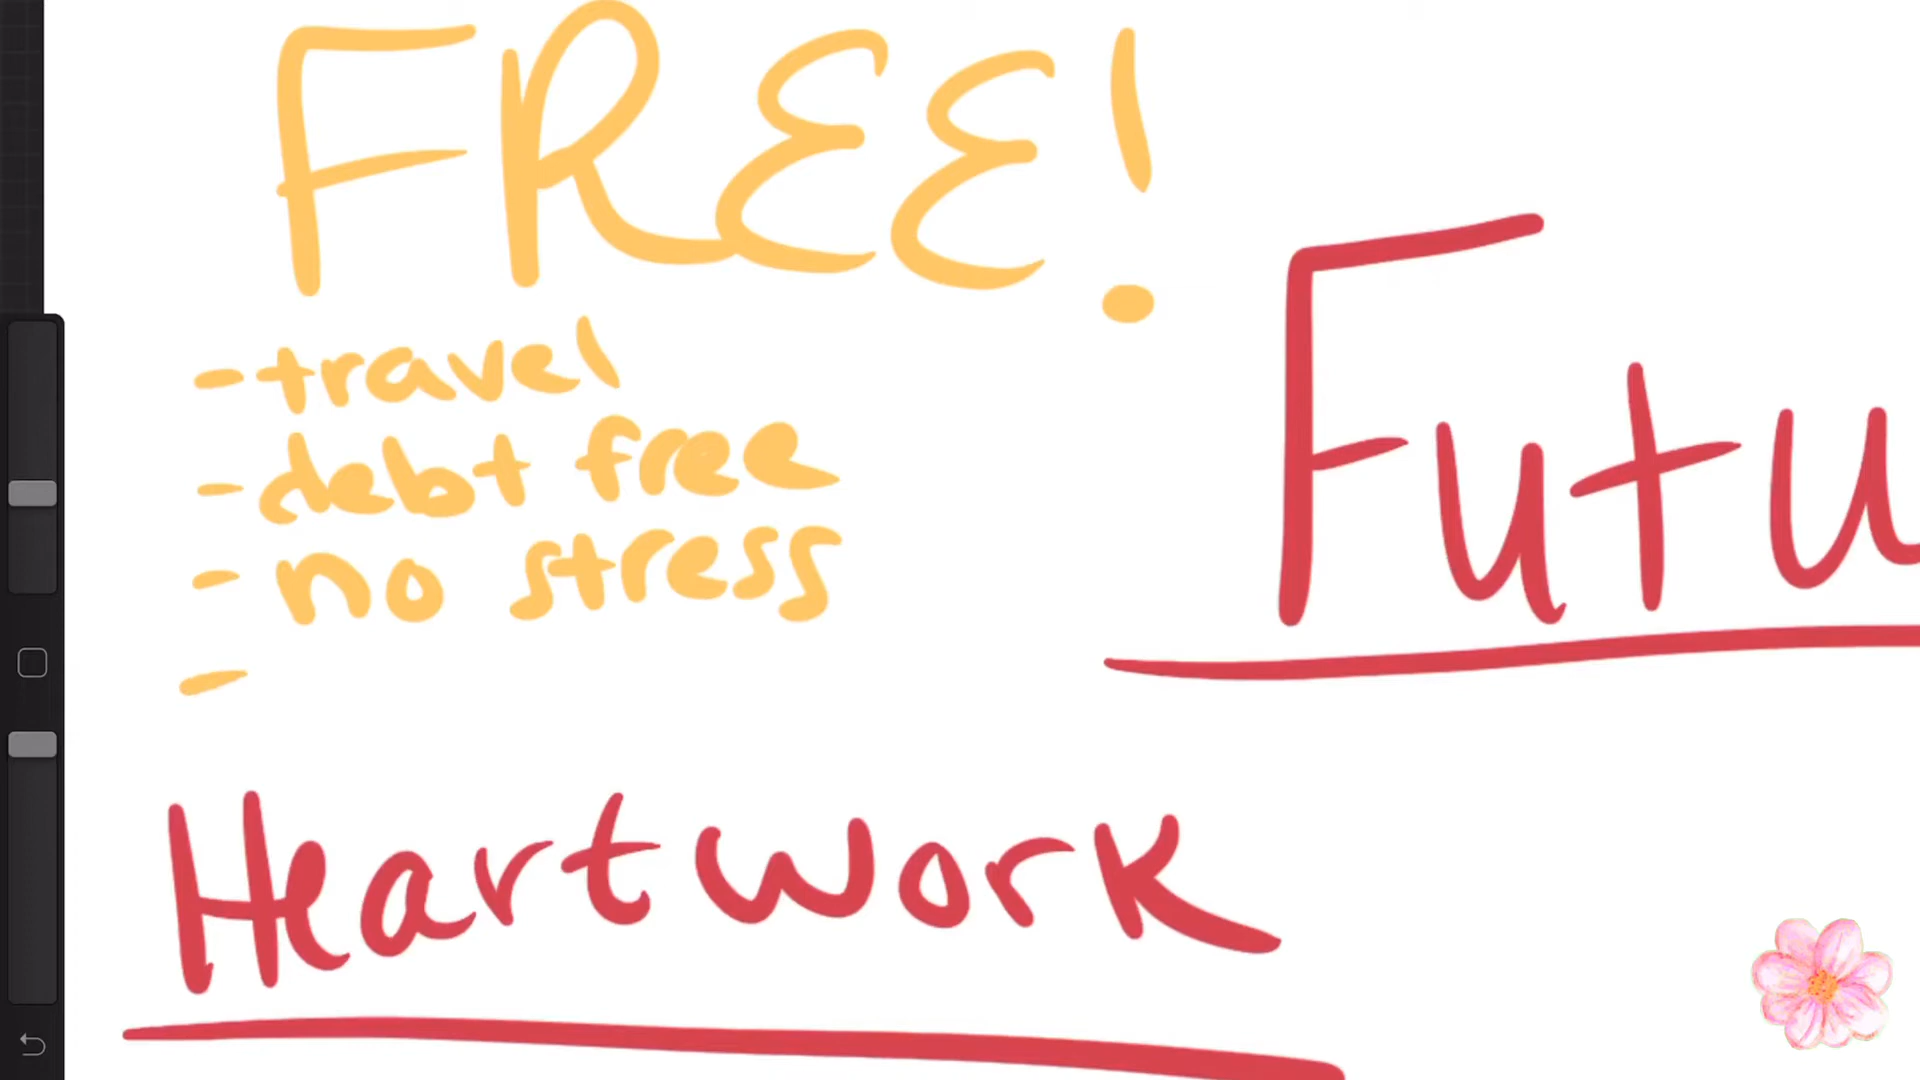 FREE!
- travel
- debt free
- no stress
-
Futu
Heartwork